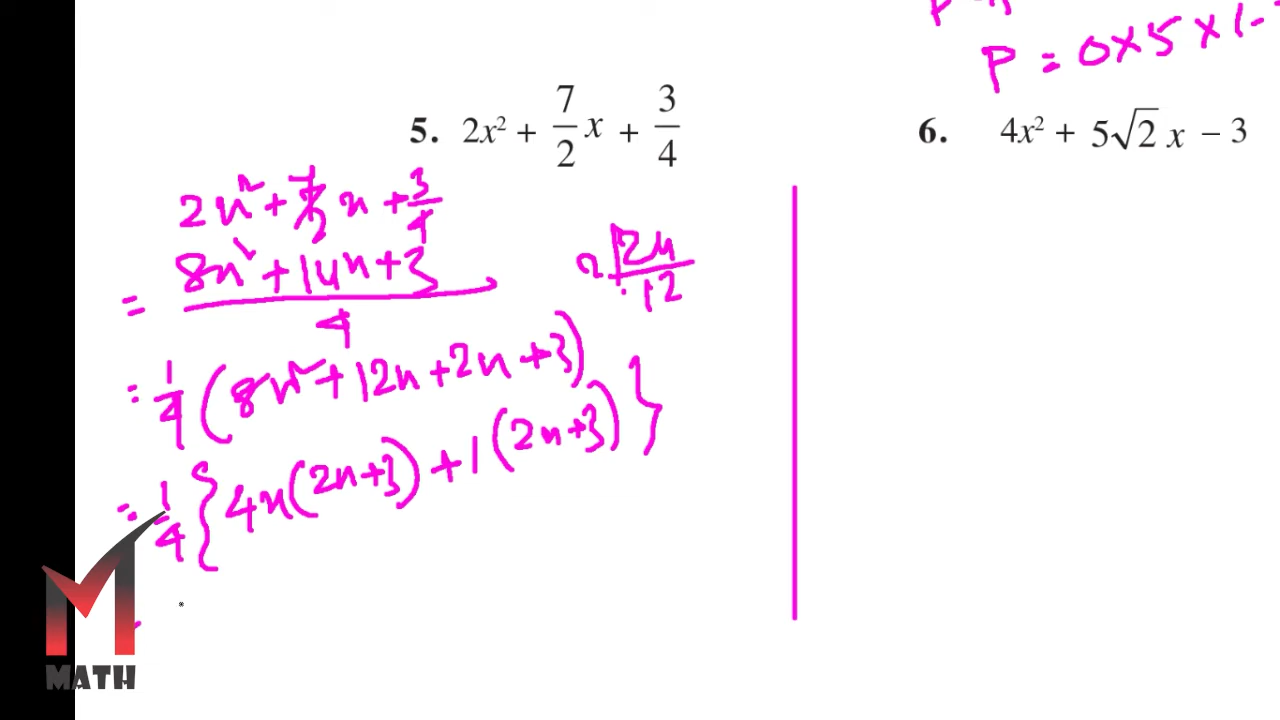 P = 0×5×1-
5. 2x² + 7/2 x + 3/4
6. 4x² + 5√2 x − 3
2x² + 7/2 x + 3/4
= 8x² + 14x + 3 / 4
2 | 24
12
= 1/4 (8x² + 12x + 2x + 3)
= 1/4 {4x(2x+3) + 1(2x+3)}
MATH